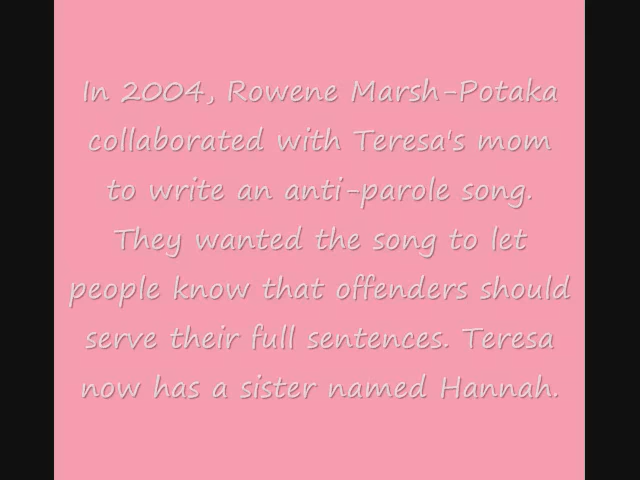 In 2004, Rowene Marsh-Potaka
collaborated with Teresa's mom
to write an anti-parole song.
They wanted the song to let
people know that offenders should
serve their full sentences. Teresa
now has a sister named Hannah.